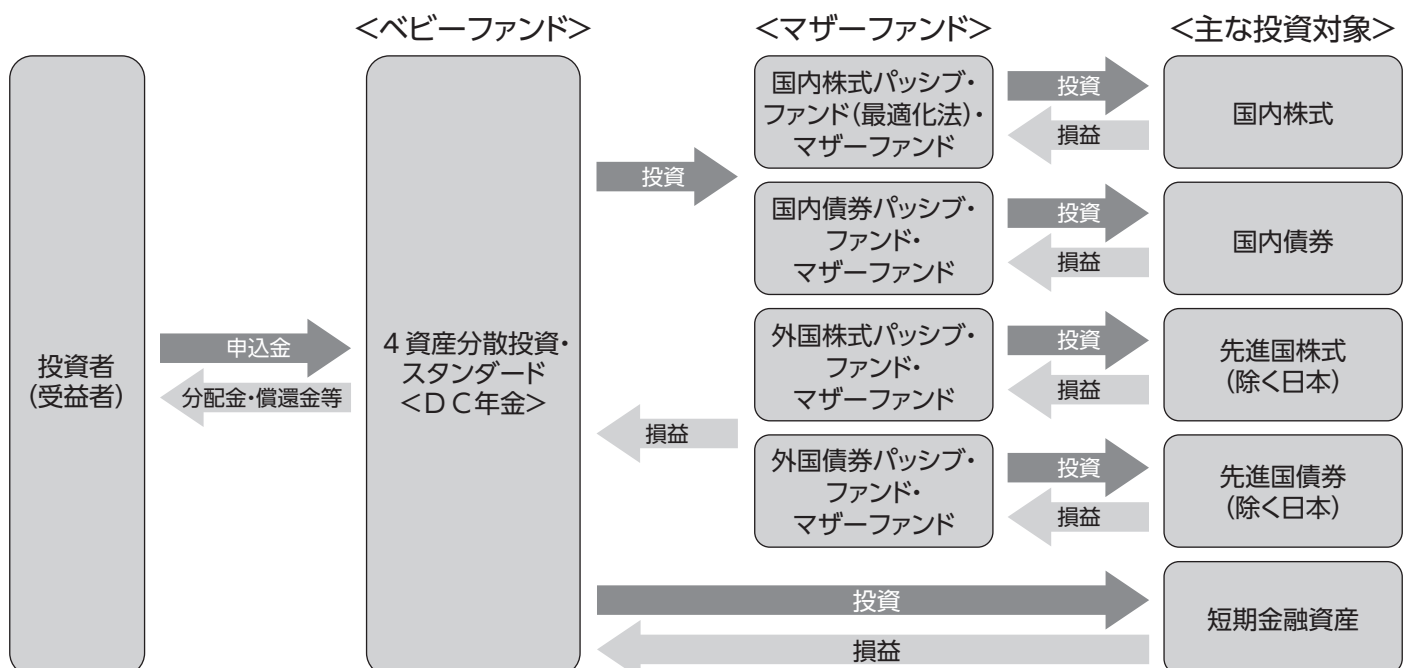 <ベビーファンド>
<マザーファンド>
<主な投資対象>
投資者
(受益者)
申込金
分配金・償還金等
4資産分散投資・
スタンダード
<DC年金>
投資
損益
国内株式パッシブ・
ファンド(最適化法)・
マザーファンド
投資
損益
国内株式
国内債券パッシブ・
ファンド・
マザーファンド
投資
損益
国内債券
外国株式パッシブ・
ファンド・
マザーファンド
投資
損益
先進国株式
(除く日本)
外国債券パッシブ・
ファンド・
マザーファンド
投資
損益
先進国債券
(除く日本)
投資
損益
短期金融資産